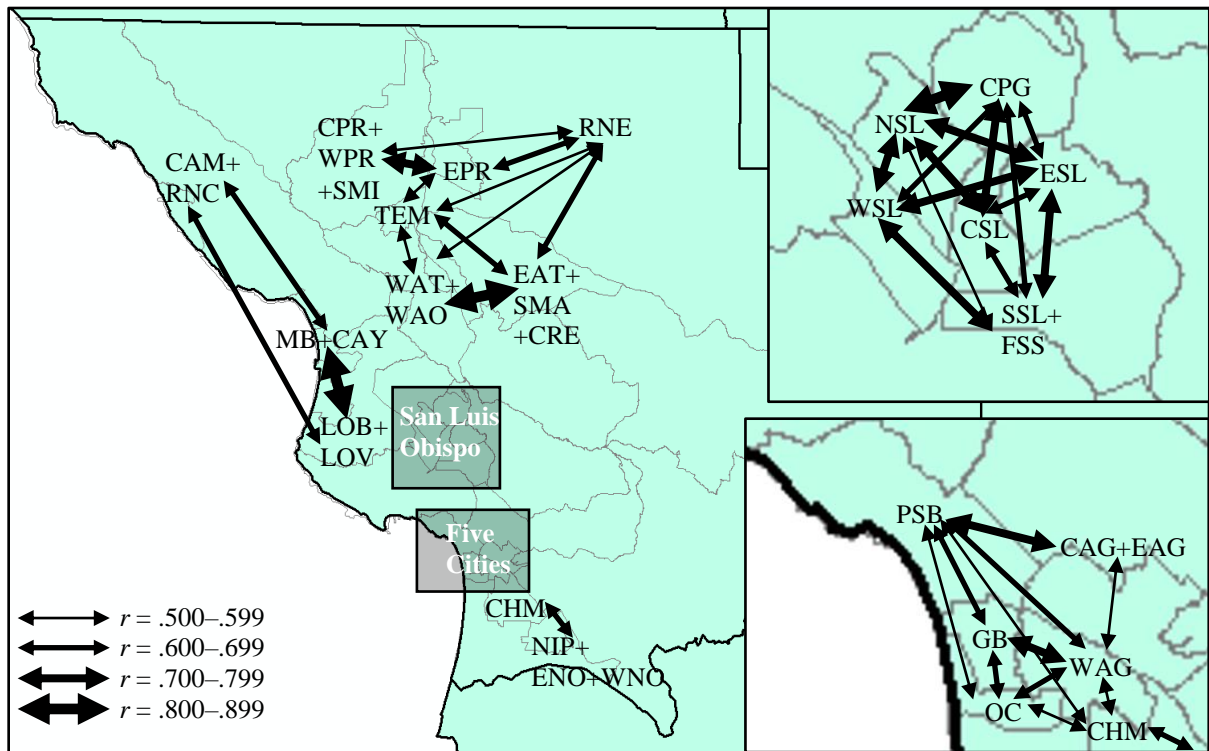 CPR+
WPR
+SMI
RNE
EPR
CAM+
RNC
TEM
WAT+
WAO
EAT+
SMA
+CRE
MB+CAY
LOB+
LOV
San Luis
Obispo
Five
Cities
CHM
NIP+
ENO+WNO
r = .500–.599
r = .600–.699
r = .700–.799
r = .800–.899
CPG
NSL
ESL
WSL
CSL
SSL+
FSS
PSB
CAG+EAG
GB
WAG
OC
CHM